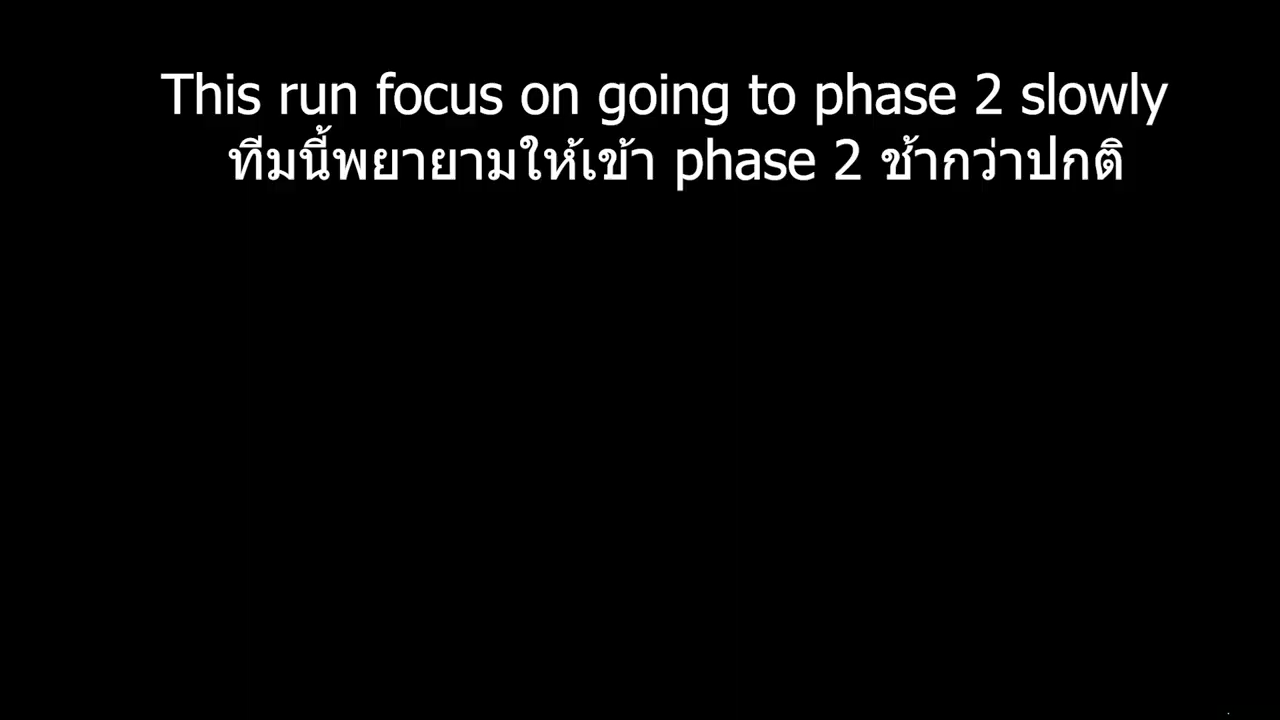 This run focus on going to phase 2 slowly
ทีมนี้พยายามให้เข้า phase 2 ช้ากว่าปกติ